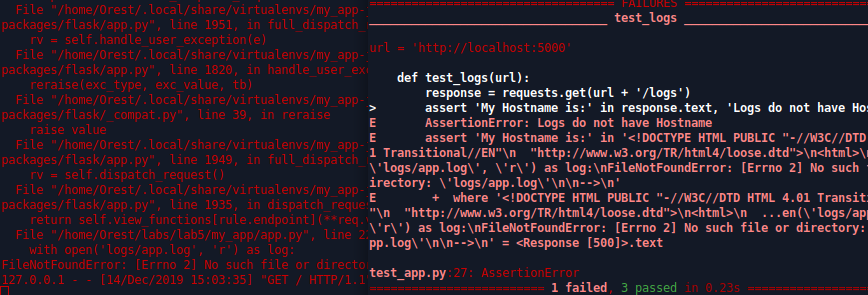 File "/home/Orest/.local/share/virtualenvs/my_app-
packages/flask/app.py", line 1951, in full_dispatch_
rv = self.handle_user_exception(e)
File "/home/Orest/.local/share/virtualenvs/my_app-
packages/flask/app.py", line 1820, in handle_user_exc
reraise(exc_type, exc_value, tb)
File "/home/Orest/.local/share/virtualenvs/my_app-
packages/flask/_compat.py", line 39, in reraise
raise value
File "/home/Orest/.local/share/virtualenvs/my_app-
packages/flask/app.py", line 1949, in full_dispatch_
rv = self.dispatch_request()
File "/home/Orest/.local/share/virtualenvs/my_app-
packages/flask/app.py", line 1935, in dispatch_reque
return self.view_functions[rule.endpoint](**req.
File "/home/Orest/labs/lab5/my_app/app.py", line 2
with open('logs/app.log', 'r') as log:
FileNotFoundError: [Errno 2] No such file or directo
127.0.0.1 - - [14/Dec/2019 15:03:35] "GET / HTTP/1.1
FAILURES
test_logs
url = 'http://localhost:5000'
def test_logs(url):
response = requests.get(url + '/logs')
> assert 'My Hostname is:' in response.text, 'Logs do not have Hos
E AssertionError: Logs do not have Hostname
E assert 'My Hostname is:' in '<!DOCTYPE HTML PUBLIC "-//W3C//DTD
1 Transitional//EN"\n "http://www.w3.org/TR/html4/loose.dtd">\n<html>\
\'logs/app.log\', \'r\') as log:\nFileNotFoundError: [Errno 2] No such
irectory: \'logs/app.log\'\n\n-->\n'
E + where '<!DOCTYPE HTML PUBLIC "-//W3C//DTD HTML 4.01 Transiti
"\n "http://www.w3.org/TR/html4/loose.dtd">\n<html>\n ...en(\'logs/ap
\'r\') as log:\nFileNotFoundError: [Errno 2] No such file or directory:
pp.log\'\n\n-->\n' = <Response [500]>.text
test_app.py:27: AssertionError
1 failed, 3 passed in 0.23s